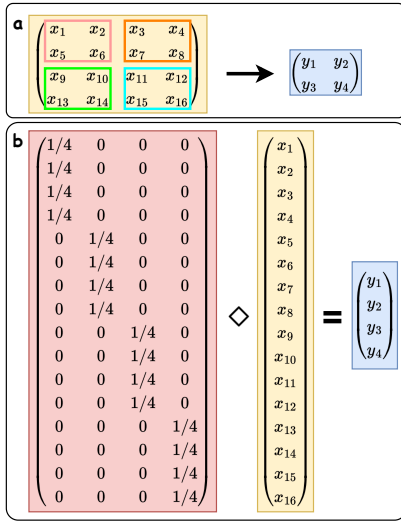 a
x1 x2 x3 x4
x5 x6 x7 x8
x9 x10 x11 x12
x13 x14 x15 x16
y1 y2
y3 y4
b
1/4 0 0 0
1/4 0 0 0
1/4 0 0 0
1/4 0 0 0
0 1/4 0 0
0 1/4 0 0
0 1/4 0 0
0 1/4 0 0
0 0 1/4 0
0 0 1/4 0
0 0 1/4 0
0 0 1/4 0
0 0 0 1/4
0 0 0 1/4
0 0 0 1/4
0 0 0 1/4
◇
x1
x2
x3
x4
x5
x6
x7
x8
x9
x10
x11
x12
x13
x14
x15
x16
=
y1
y2
y3
y4